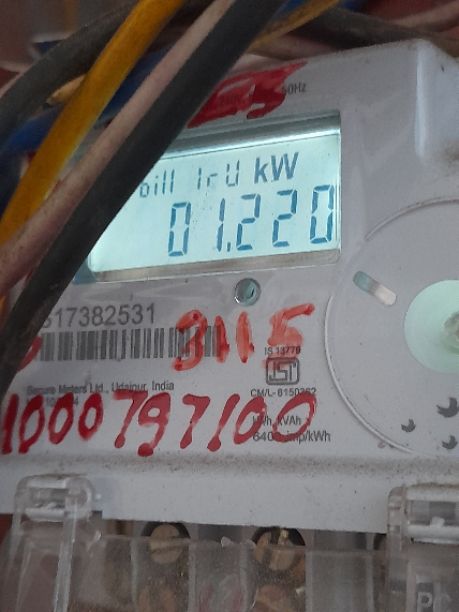 50Hz
bill 1rU kW
01.220
517382531
3115
IS 13779
Secure Meters Ltd., Udaipur, India
CM/L- 6150262
1000797100
kWh, kVAh
6400 imp/kWh